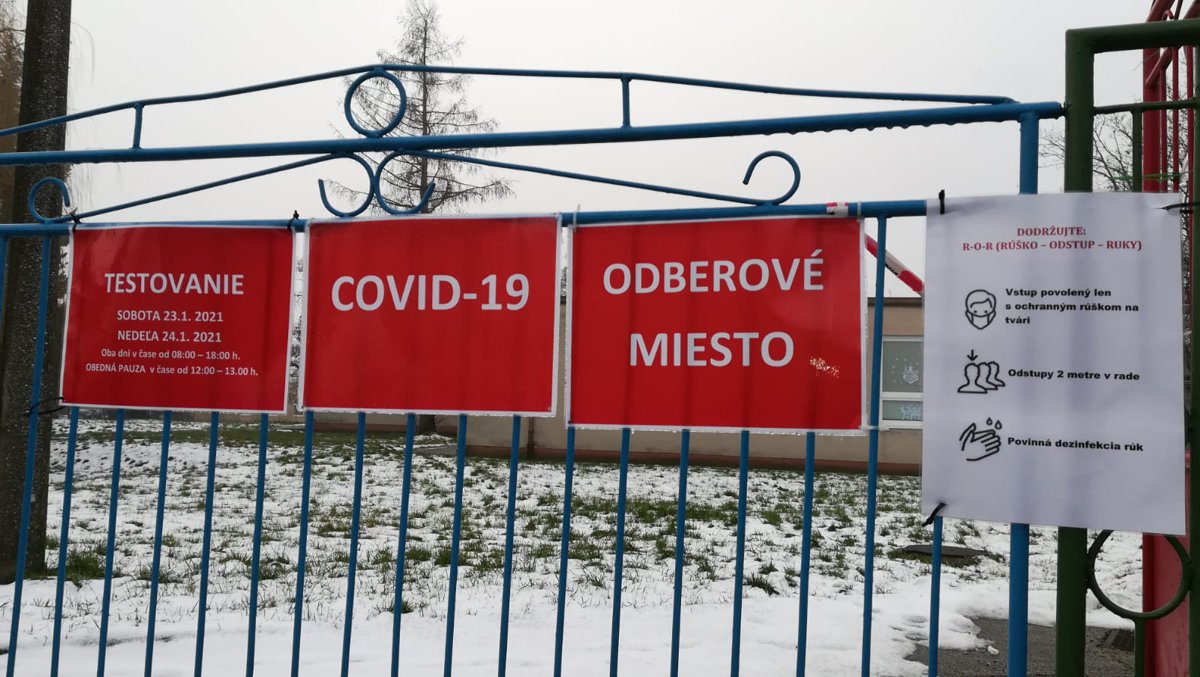 TESTOVANIE
SOBOTA 23.1. 2021
NEDEĽA 24.1. 2021
Oba dni v čase od 08:00 – 18:00 h.
OBEDNÁ PAUZA v čase od 12:00 – 13.00 h.
COVID-19
ODBEROVÉ
MIESTO
DODRŽUJTE:
R-O-R (RÚŠKO – ODSTUP – RUKY)
Vstup povolený len
s ochranným rúškom na
tvári
Odstupy 2 metre v rade
Povinná dezinfekcia rúk